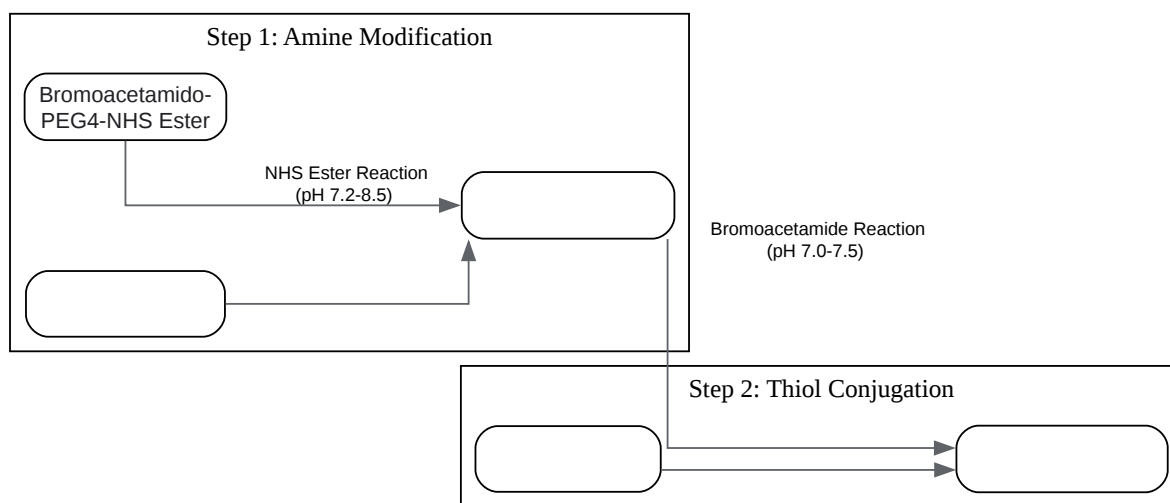 Step 1: Amine Modification
Bromoacetamido-
PEG4-NHS Ester
NHS Ester Reaction
(pH 7.2-8.5)
Bromoacetamide Reaction
(pH 7.0-7.5)
Step 2: Thiol Conjugation